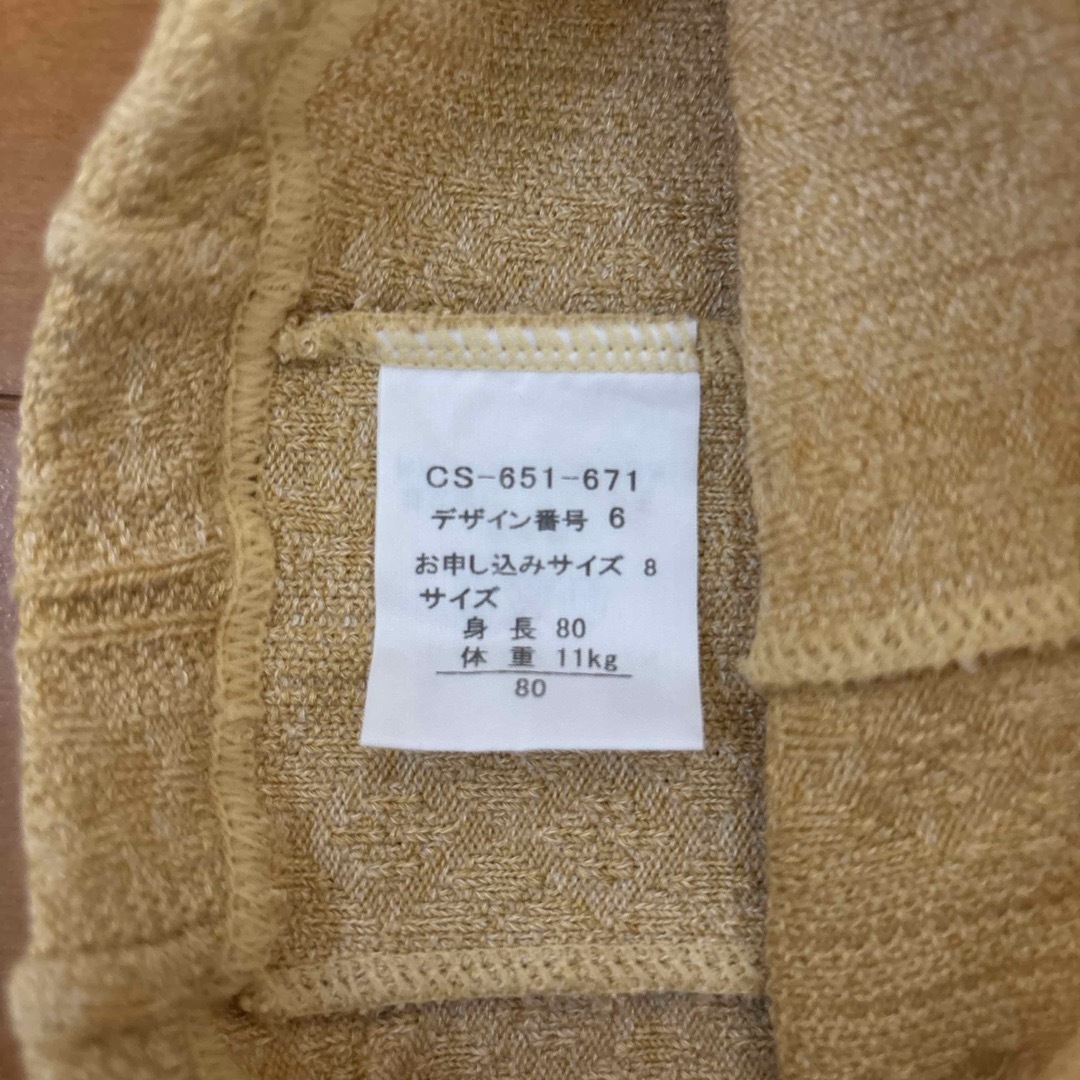 CS-651-671
デザイン番号 6
お申し込みサイズ 8
サイズ
身 長 80
体 重 11kg
80